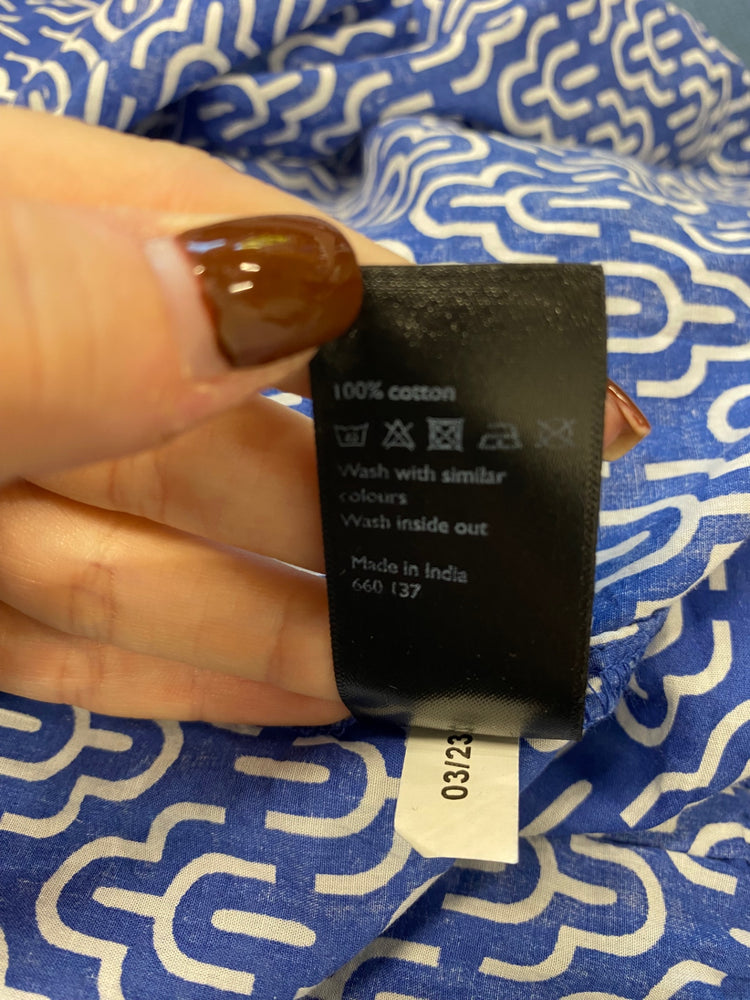 100% cotton
Wash with similar
colours
Wash inside out
Made in India
660 137
03/23